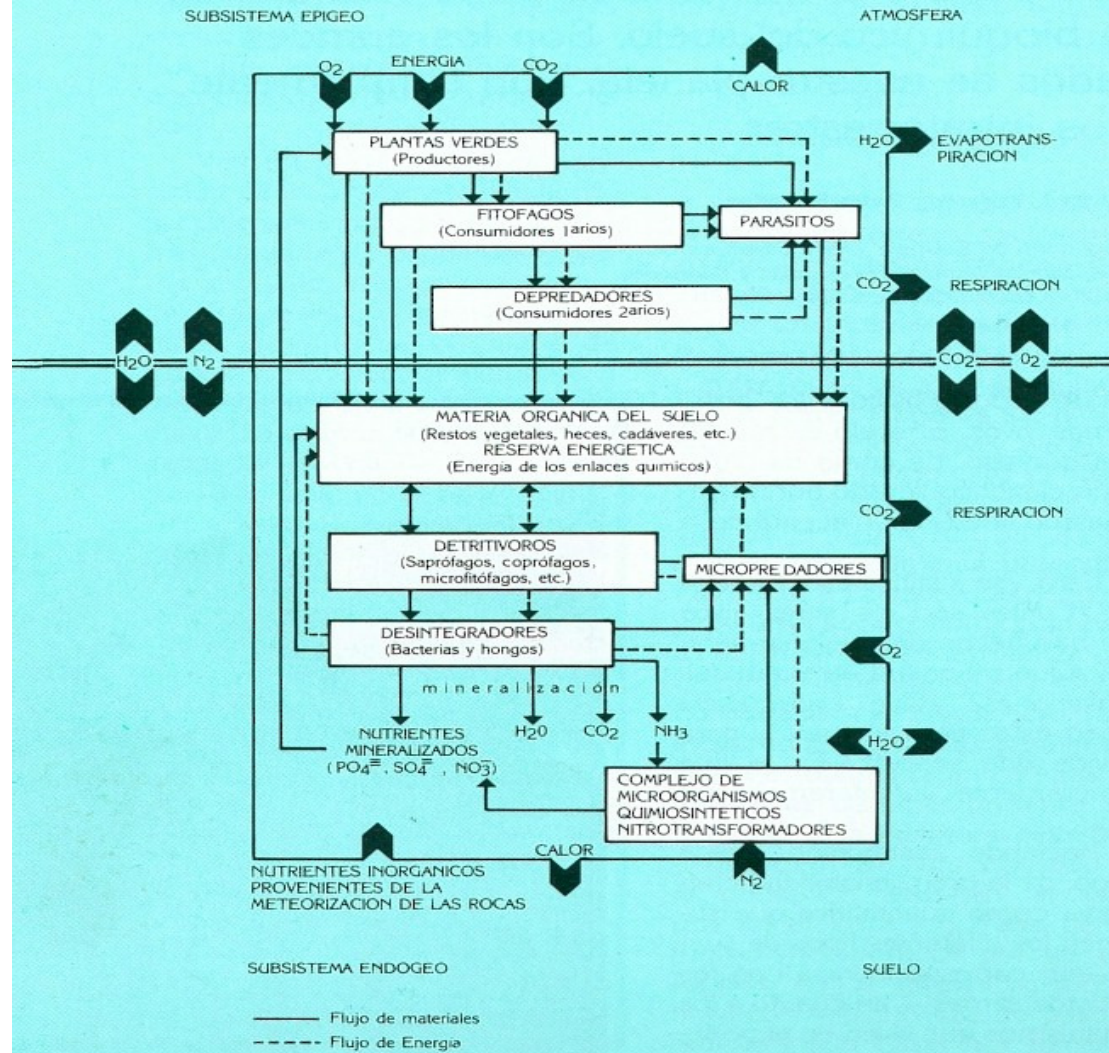 SUBSISTEMA EPIGEO
ATMOSFERA
O2
ENERGIA
CO2
CALOR
PLANTAS VERDES
(Productores)
H2O
EVAPOTRANS-
PIRACION
FITOFAGOS
(Consumidores 1arios)
PARASITOS
DEPREDADORES
(Consumidores 2arios)
CO2
RESPIRACION
H2O
N2
CO2
O2
MATERIA ORGANICA DEL SUELO
(Restos vegetales, heces, cadáveres, etc.)
RESERVA ENERGETICA
(Energía de los enlaces químicos)
CO2
RESPIRACION
DETRITIVOROS
(Saprófagos, coprófagos,
microfitófagos, etc.)
MICROPREDADORES
DESINTEGRADORES
(Bacterias y hongos)
O2
mineralización
NUTRIENTES
MINERALIZADOS
(PO4≡, SO4=, NO3-)
H2O
CO2
NH3
H2O
COMPLEJO DE
MICROORGANISMOS
QUIMIOSINTETICOS
NITROTRANSFORMADORES
CALOR
N2
NUTRIENTES INORGANICOS
PROVENIENTES DE LA
METEORIZACION DE LAS ROCAS
SUBSISTEMA ENDOGEO
SUELO
Flujo de materiales
Flujo de Energía